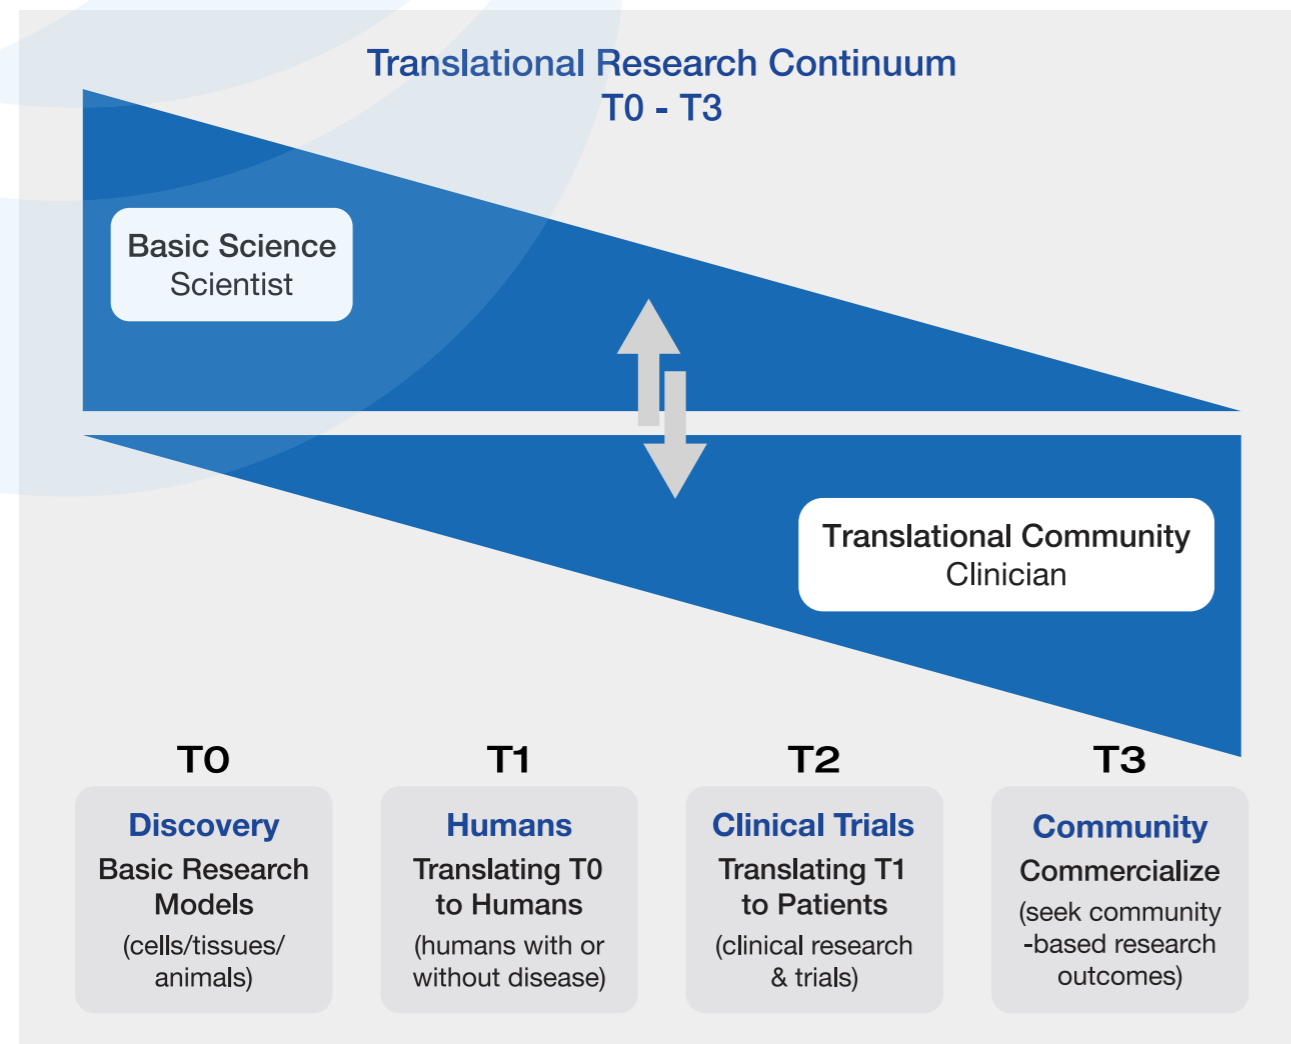 Translational Research Continuum
T0 - T3
Basic Science
Scientist
Translational Community
Clinician
T0
Discovery
Basic Research
Models
(cells/tissues/
animals)
T1
Humans
Translating T0
to Humans
(humans with or
without disease)
T2
Clinical Trials
Translating T1
to Patients
(clinical research
& trials)
T3
Community
Commercialize
(seek community
-based research
outcomes)